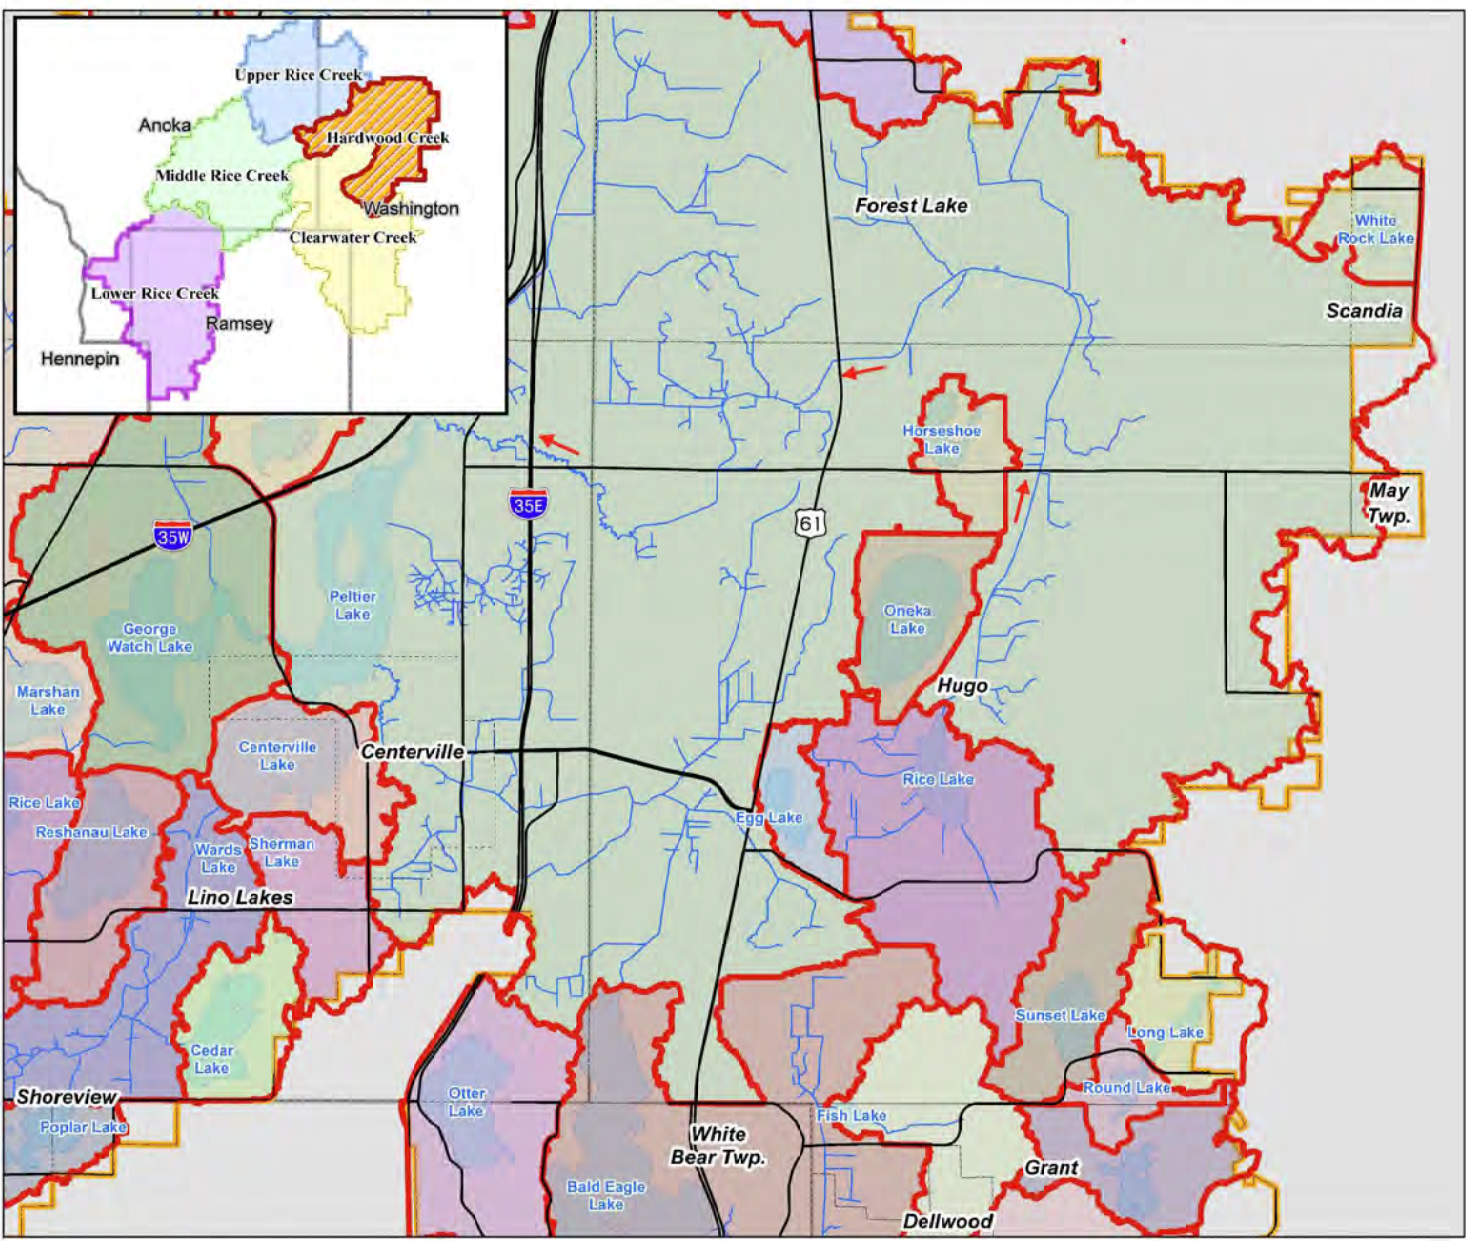 Upper Rice Creek
Anoka
Hardwood Creek
Middle Rice Creek
Washington
Clearwater Creek
Lower Rice Creek
Ramsey
Hennepin
Forest Lake
White
Rock Lake
Scandia
Horseshoe
Lake
May
Twp.
35E
61
35W
Peltier
Lake
Oneka
Lake
George
Watch Lake
Marshan
Lake
Hugo
Centerville
Lake
Centerville
Rice Lake
Rice Lake
Egg Lake
Reshanau Lake
Wards
Lake
Sherman
Lake
Lino Lakes
Sunset Lake
Long Lake
Cedar
Lake
Round Lake
Shoreview
Otter
Lake
Fish Lake
Poplar Lake
White
Bear Twp.
Grant
Bald Eagle
Lake
Dellwood